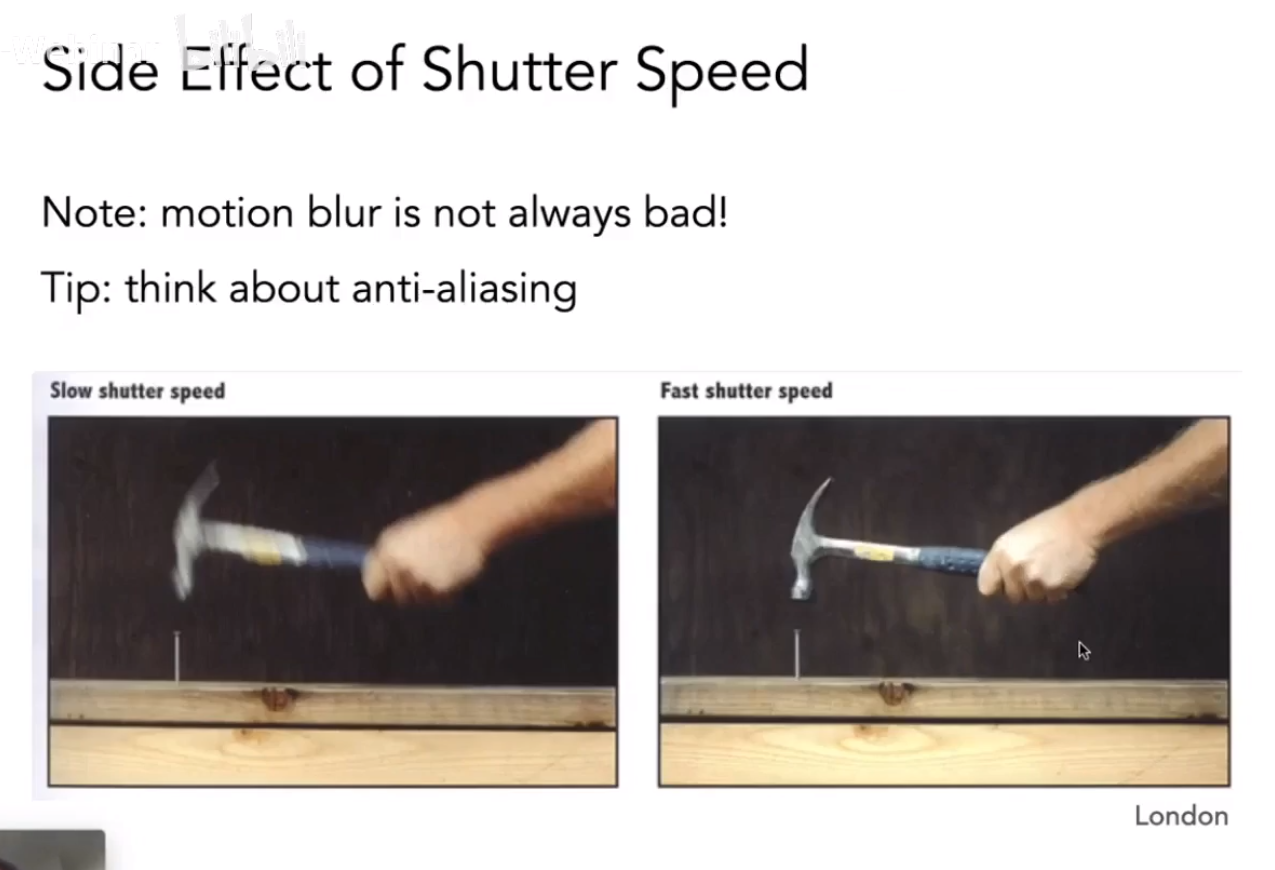 Side Effect of Shutter Speed
Note: motion blur is not always bad!
Tip: think about anti-aliasing
Slow shutter speed
Fast shutter speed
London